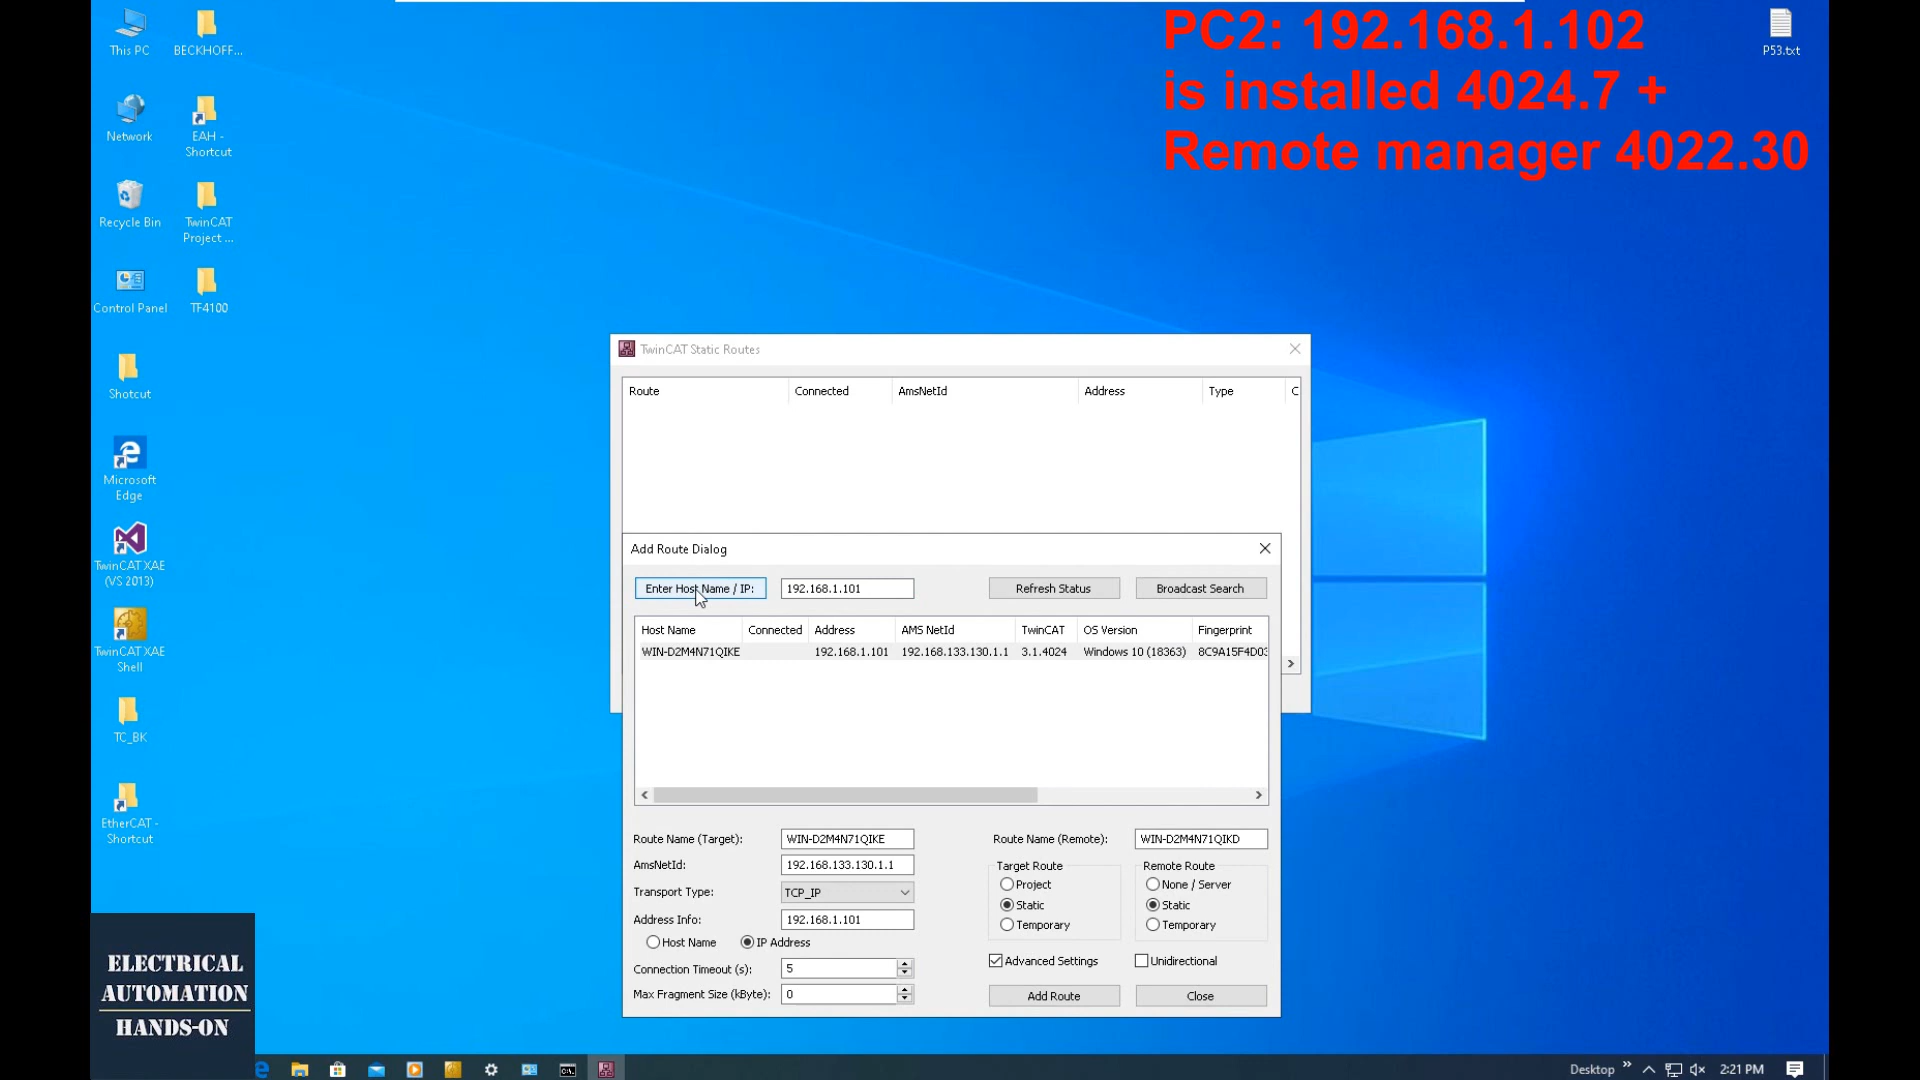 PC2: 192.168.1.102
is installed 4024.7 +
Remote manager 4022.30
This PC
BECKHOFF...
P53.txt
Network
EAH -
Shortcut
Recycle Bin
TwinCAT
Project ...
Control Panel
TF4100
Shotcut
Microsoft
Edge
TwinCAT XAE
(VS 2013)
TwinCAT XAE
Shell
TC_BK
EtherCAT -
Shortcut
TwinCAT Static Routes
Route Connected AmsNetId Address Type C
Add Route Dialog
Enter Host Name / IP: 192.168.1.101 Refresh Status Broadcast Search
Host Name Connected Address AMS NetId TwinCAT OS Version Fingerprint
WIN-D2M4N71QIKE 192.168.1.101 192.168.133.130.1.1 3.1.4024 Windows 10 (18363) 8C9A15F4D03
Route Name (Target): WIN-D2M4N71QIKE Route Name (Remote): WIN-D2M4N71QIKD
AmsNetId: 192.168.133.130.1.1 Target Route Remote Route
Project None / Server
Transport Type: TCP_IP
Static Static
Address Info: 192.168.1.101
Temporary Temporary
Host Name IP Address
Connection Timeout (s): 5 Advanced Settings Unidirectional
Max Fragment Size (kByte): 0 Add Route Close
ELECTRICAL
AUTOMATION
HANDS-ON
Desktop 2:21 PM